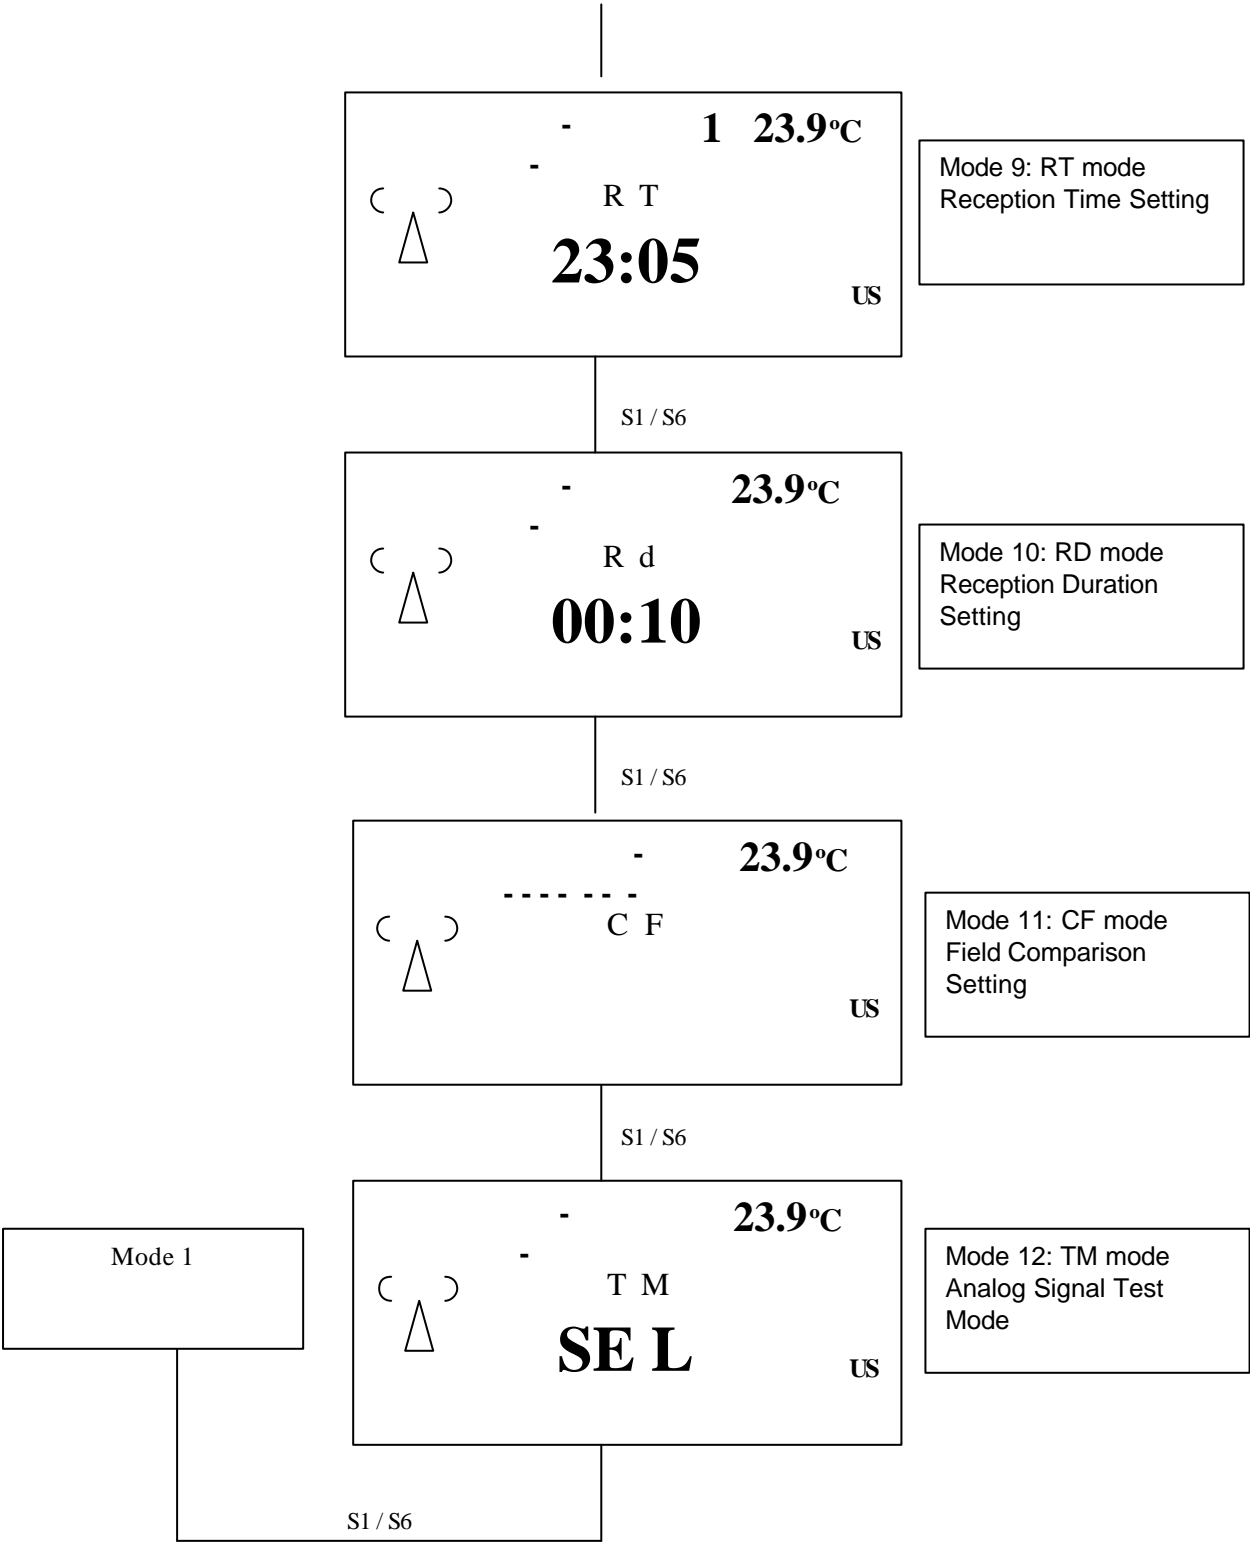 - 1 23.9°C
-
R T
23:05
US
Mode 9: RT mode
Reception Time Setting
S1 / S6
- 23.9°C
-
R d
00:10
US
Mode 10: RD mode
Reception Duration
Setting
S1 / S6
- 23.9°C
---- -- -
C F
US
Mode 11: CF mode
Field Comparison
Setting
S1 / S6
- 23.9°C
-
T M
SE L
US
Mode 12: TM mode
Analog Signal Test
Mode
Mode 1
S1 / S6